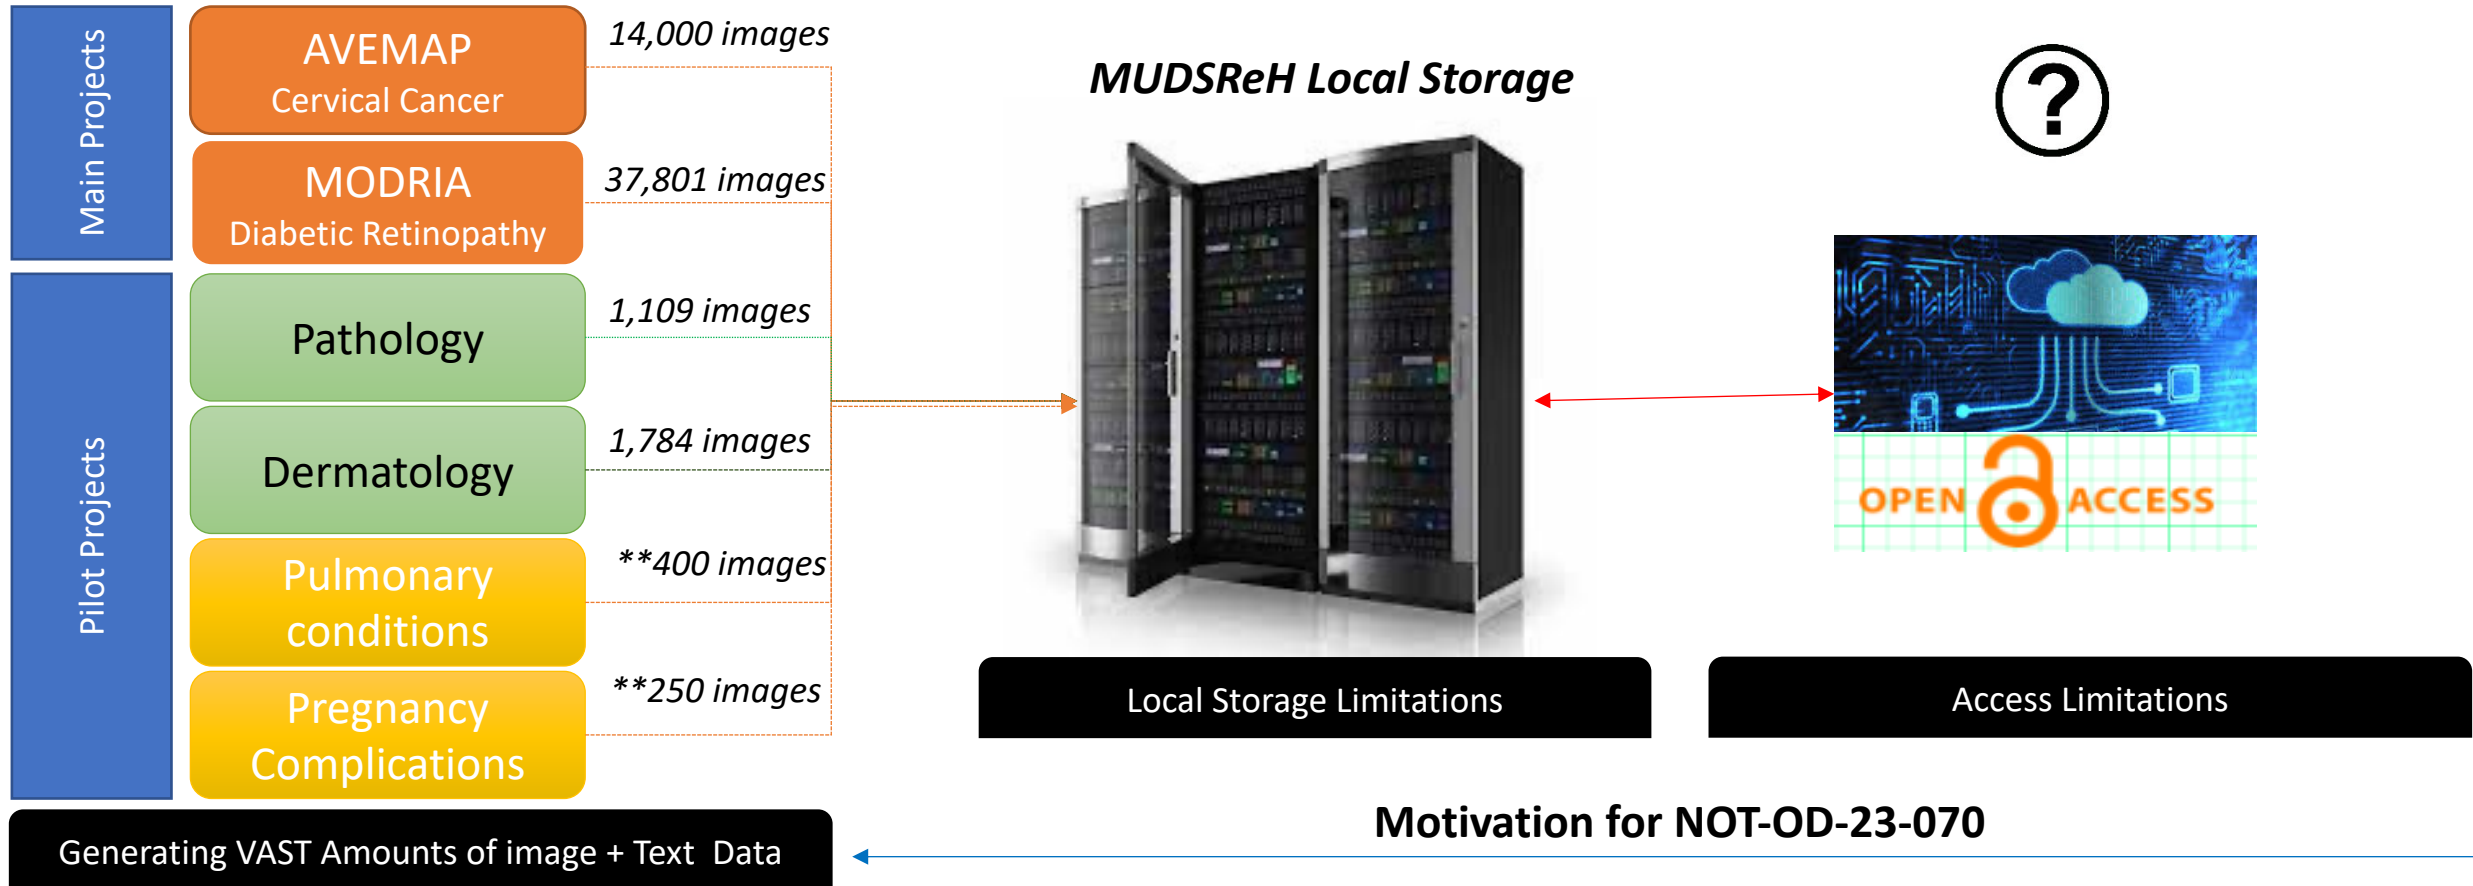 Main Projects
AVEMAP
Cervical Cancer
14,000 images
MODRIA
Diabetic Retinopathy
37,801 images
Pilot Projects
Pathology
1,109 images
Dermatology
1,784 images
Pulmonary
conditions
**400 images
Pregnancy
Complications
**250 images
Generating VAST Amounts of image + Text  Data
MUDSReH Local Storage
Local Storage Limitations
?
OPEN ACCESS
Access Limitations
Motivation for NOT-OD-23-070